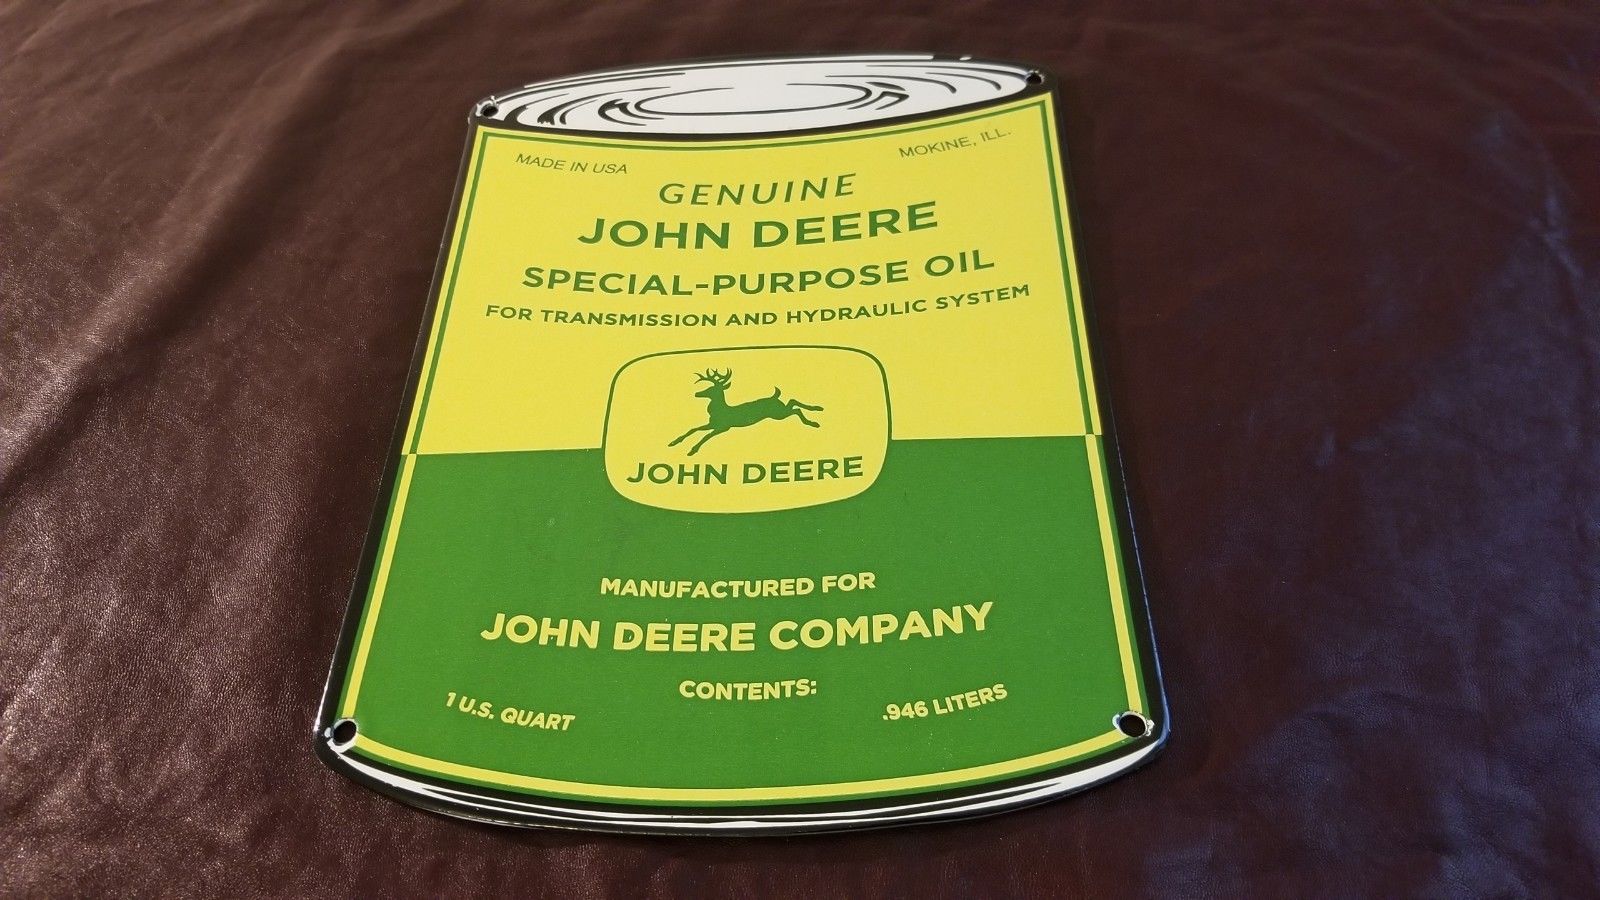 MADE IN USA
MOKINE, ILL.
GENUINE
JOHN DEERE
SPECIAL-PURPOSE OIL
FOR TRANSMISSION AND HYDRAULIC SYSTEM
JOHN DEERE
MANUFACTURED FOR
JOHN DEERE COMPANY
CONTENTS:
1 U.S. QUART
.946 LITERS